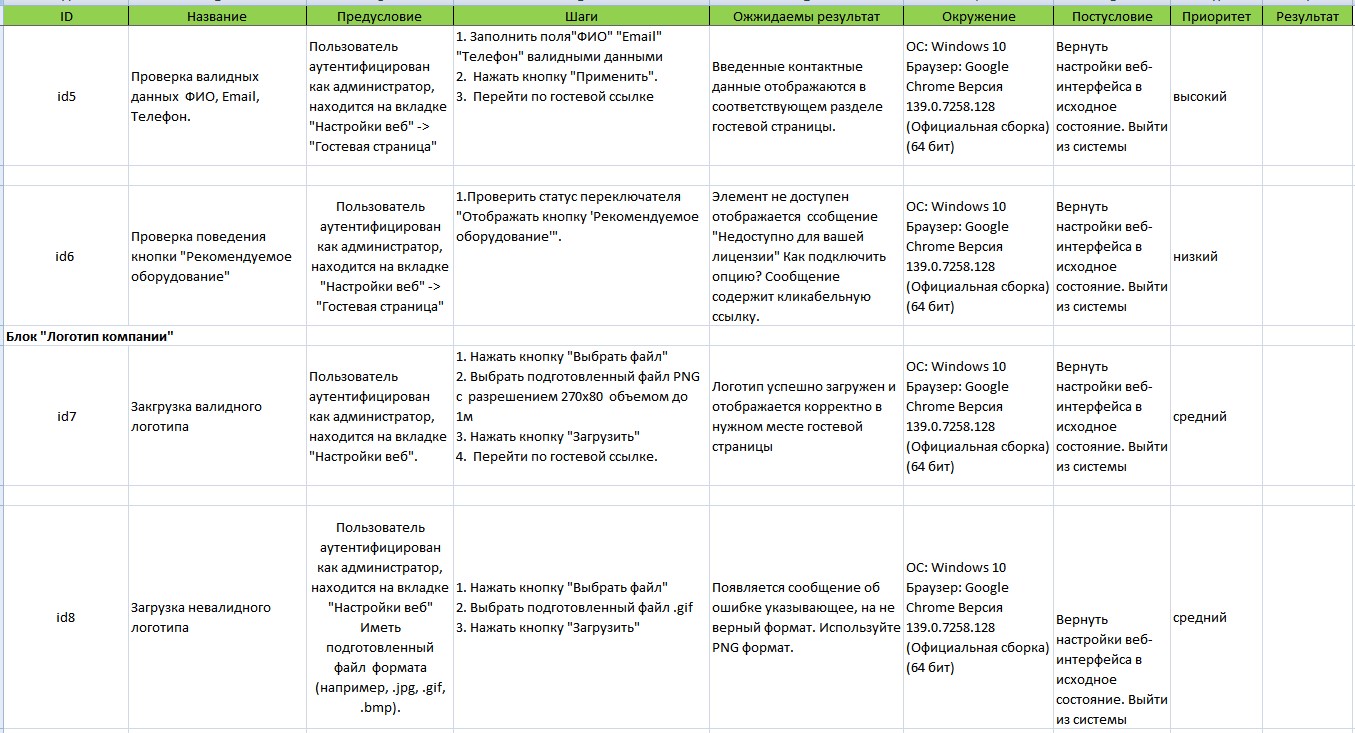 ID Название Предусловие Шаги Ожжидаемы результат Окружение Постусловие Приоритет Результат
id5
Проверка валидных
данных ФИО, Email,
Телефон.
Пользователь
аутентифицирован
как администратор,
находится на вкладке
"Настройки веб" ->
"Гостевая страница"
1. Заполнить поля"ФИО" "Email"
"Телефон" валидными данными
2. Нажать кнопку "Применить".
3. Перейти по гостевой ссылке
Введенные контактные
данные отображаются в
соответствующем разделе
гостевой страницы.
ОС: Windows 10
Браузер: Google
Chrome Версия
139.0.7258.128
(Официальная сборка)
(64 бит)
Вернуть
настройки веб-
интерфейса в
исходное
состояние. Выйти
из системы
высокий
id6
Проверка поведения
кнопки "Рекомендуемое
оборудование"
Пользователь
аутентифицирован
как администратор,
находится на вкладке
"Настройки веб" ->
"Гостевая страница"
1.Проверить статус переключателя
"Отображать кнопку 'Рекомендуемое
оборудование'".
Элемент не доступен
отображается ссобщение
"Недоступно для вашей
лицензии" Как подключить
опцию? Сообщение
содержит кликабельную
ссылку.
ОС: Windows 10
Браузер: Google
Chrome Версия
139.0.7258.128
(Официальная сборка)
(64 бит)
Вернуть
настройки веб-
интерфейса в
исходное
состояние. Выйти
из системы
низкий
Блок "Логотип компании"
id7
Закгрузка валидного
логотипа
Пользователь
аутентифицирован
как администратор,
находится на вкладке
"Настройки веб".
1. Нажать кнопку "Выбрать файл"
2. Выбрать подготовленный файл PNG
с разрешением 270x80 объемом до
1м
3. Нажать кнопку "Загрузить"
4. Перейти по гостевой ссылке.
Логотип успешно загружен и
отображается корректно в
нужном месте гостевой
страницы
ОС: Windows 10
Браузер: Google
Chrome Версия
139.0.7258.128
(Официальная сборка)
(64 бит)
Вернуть
настройки веб-
интерфейса в
исходное
состояние. Выйти
из системы
средний
id8
Загрузка невалидного
логотипа
Пользователь
аутентифицирован
как администратор,
находится на вкладке
"Настройки веб"
Иметь
подготовленный
файл формата
(например, .jpg, .gif,
.bmp).
1. Нажать кнопку "Выбрать файл"
2. Выбрать подготовленный файл .gif
3. Нажать кнопку "Загрузить"
Появляется сообщение об
ошибке указывающее, на не
верный формат. Используйте
PNG формат.
ОС: Windows 10
Браузер: Google
Chrome Версия
139.0.7258.128
(Официальная сборка)
(64 бит)
Вернуть
настройки веб-
интерфейса в
исходное
состояние. Выйти
из системы
средний